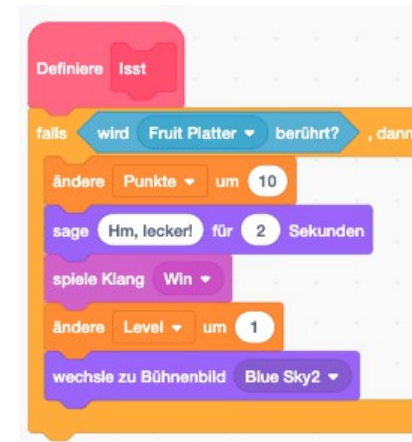 Definiere Isst
falls wird Fruit Platter berührt? , dann
ändere Punkte um 10
sage Hm, lecker! für 2 Sekunden
spiele Klang Win
ändere Level um 1
wechsle zu Bühnenbild Blue Sky2